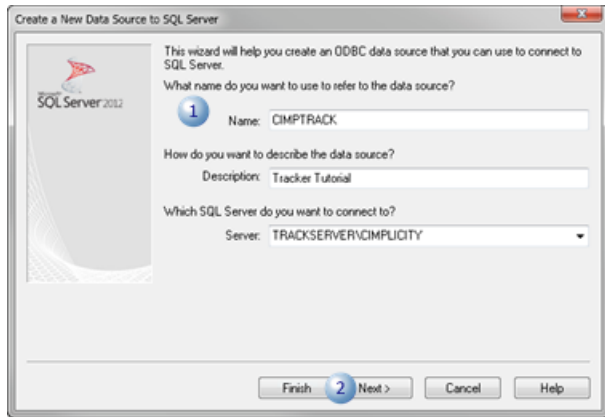 Create a New Data Source to SQL Server
This wizard will help you create an ODBC data source that you can use to connect to
SQL Server.
What name do you want to use to refer to the data source?
Microsoft
SQL Server 2012
1
Name: CIMPTRACK
How do you want to describe the data source?
Description: Tracker Tutorial
Which SQL Server do you want to connect to?
Server: TRACKSERVER\CIMPLICITY
Finish 2 Next > Cancel Help